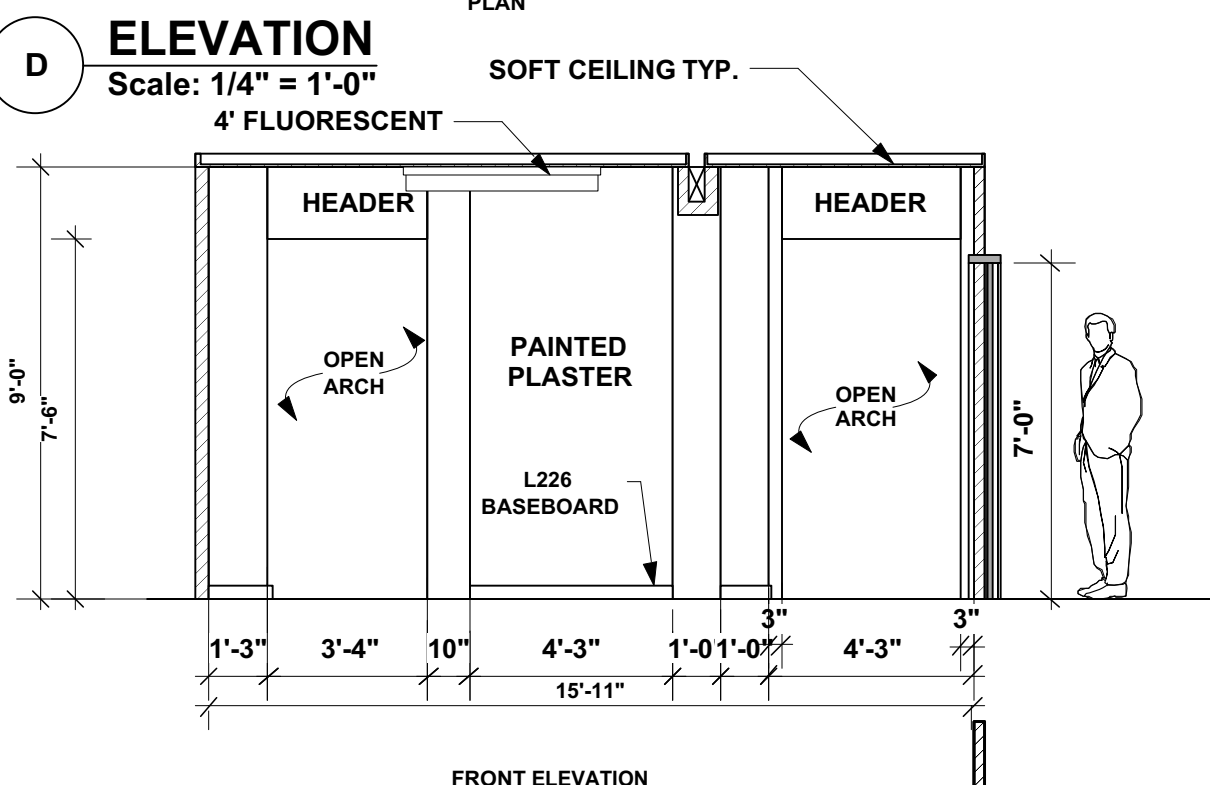 PLAN
D
ELEVATION
Scale: 1/4" = 1'-0"
SOFT CEILING TYP.
4' FLUORESCENT
HEADER
HEADER
9'-0"
7'-6"
OPEN
ARCH
PAINTED
PLASTER
OPEN
ARCH
7'-0"
L226
BASEBOARD
3"
3"
1'-3"
3'-4"
10"
4'-3"
1'-0
1'-0"
4'-3"
15'-11"
FRONT ELEVATION